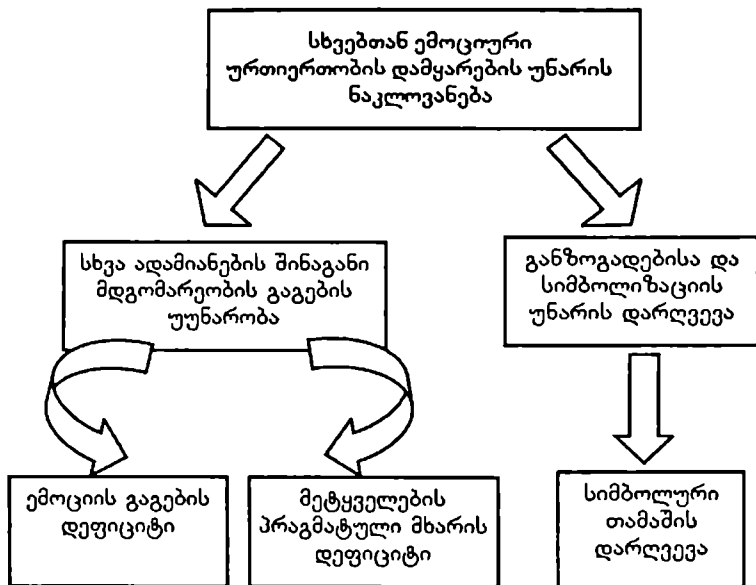 სხვებთან ემოციური
ურთიერთობის დამყარების უნარის
ნაკლოვანება
სხვა ადამიანების შინაგანი
მდგომარეობის გაგების
უუნარობა
განზოგადებისა და
სიმბოლიზაციის
უნარის დარღვევა
ემოციის გაგების
დეფიციტი
მეტყველების
პრაგმატული მხარის
დეფიციტი
სიმბოლური
თამაშის
დარღვევა